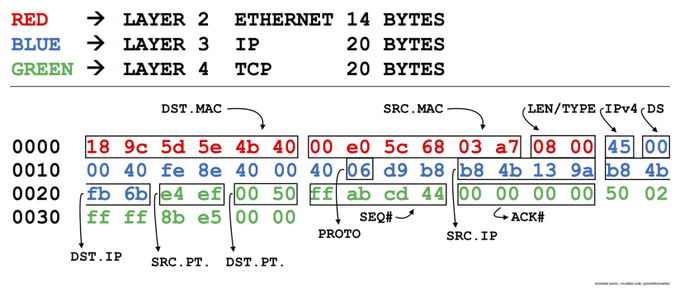 RED → LAYER 2 ETHERNET 14 BYTES
BLUE → LAYER 3 IP 20 BYTES
GREEN → LAYER 4 TCP 20 BYTES
DST.MAC SRC.MAC LEN/TYPE IPv4 DS
0000 18 9c 5d 5e 4b 40 00 e0 5c 68 03 a7 08 00 45 00
0010 00 40 fe 8e 40 00 40 06 d9 b8 b8 4b 13 9a b8 4b
0020 fb 6b e4 ef 00 50 ff ab cd 44 00 00 00 00 50 02
0030 ff ff 8b e5 00 00
SEQ# ACK#
PROTO SRC.IP
DST.IP SRC.PT. DST.PT.